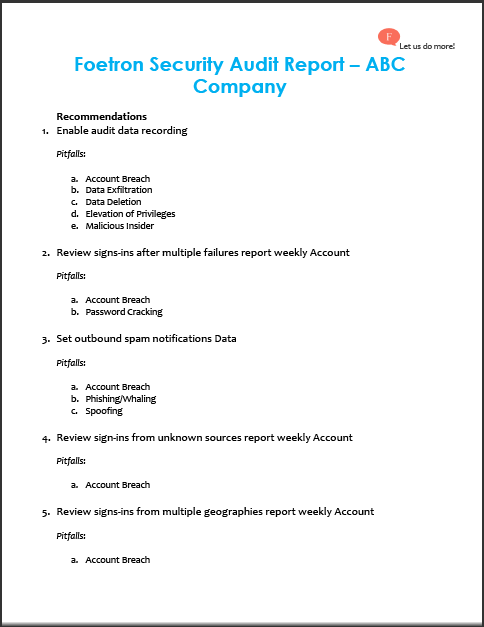 F
Let us do more!
Foetron Security Audit Report – ABC
Company
Recommendations
1. Enable audit data recording
Pitfalls:
a. Account Breach
b. Data Exfiltration
c. Data Deletion
d. Elevation of Privileges
e. Malicious Insider
2. Review signs-ins after multiple failures report weekly Account
Pitfalls:
a. Account Breach
b. Password Cracking
3. Set outbound spam notifications Data
Pitfalls:
a. Account Breach
b. Phishing/Whaling
c. Spoofing
4. Review sign-ins from unknown sources report weekly Account
Pitfalls:
a. Account Breach
5. Review signs-ins from multiple geographies report weekly Account
Pitfalls:
a. Account Breach